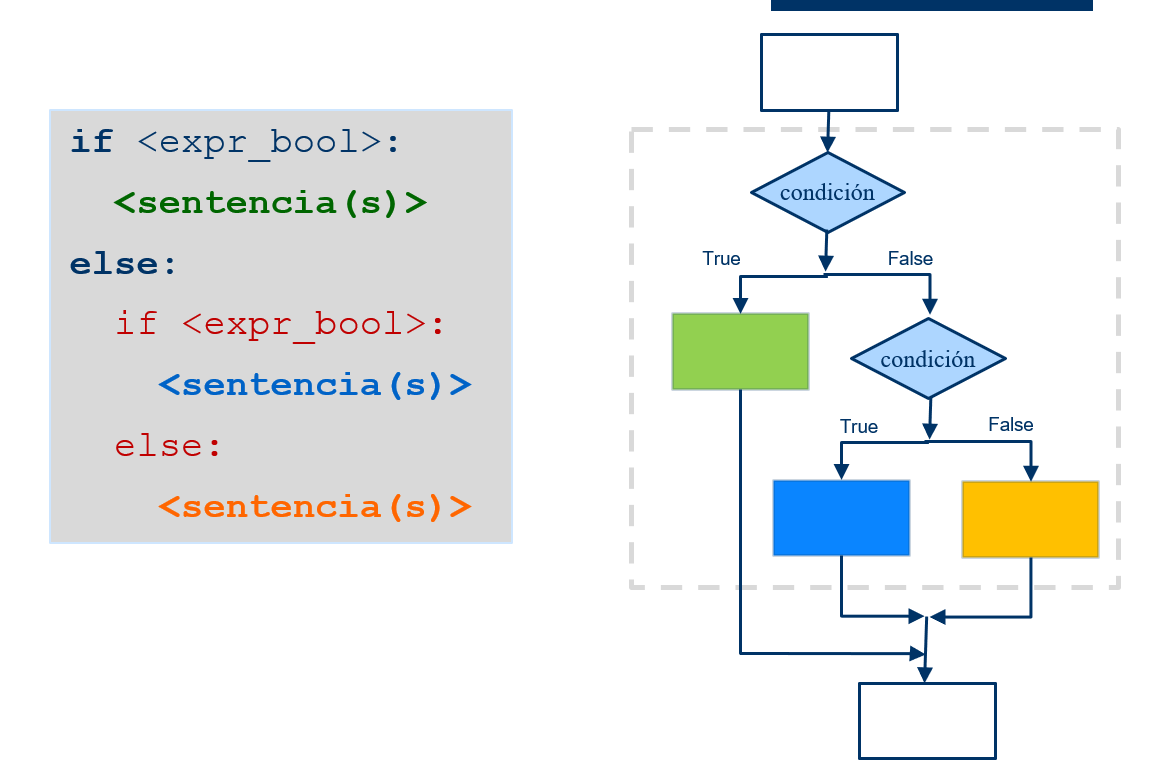 if <expr_bool>:
<sentencia(s)>
else:
if <expr_bool>:
<sentencia(s)>
else:
<sentencia(s)>
condición
True
False
condición
True
False